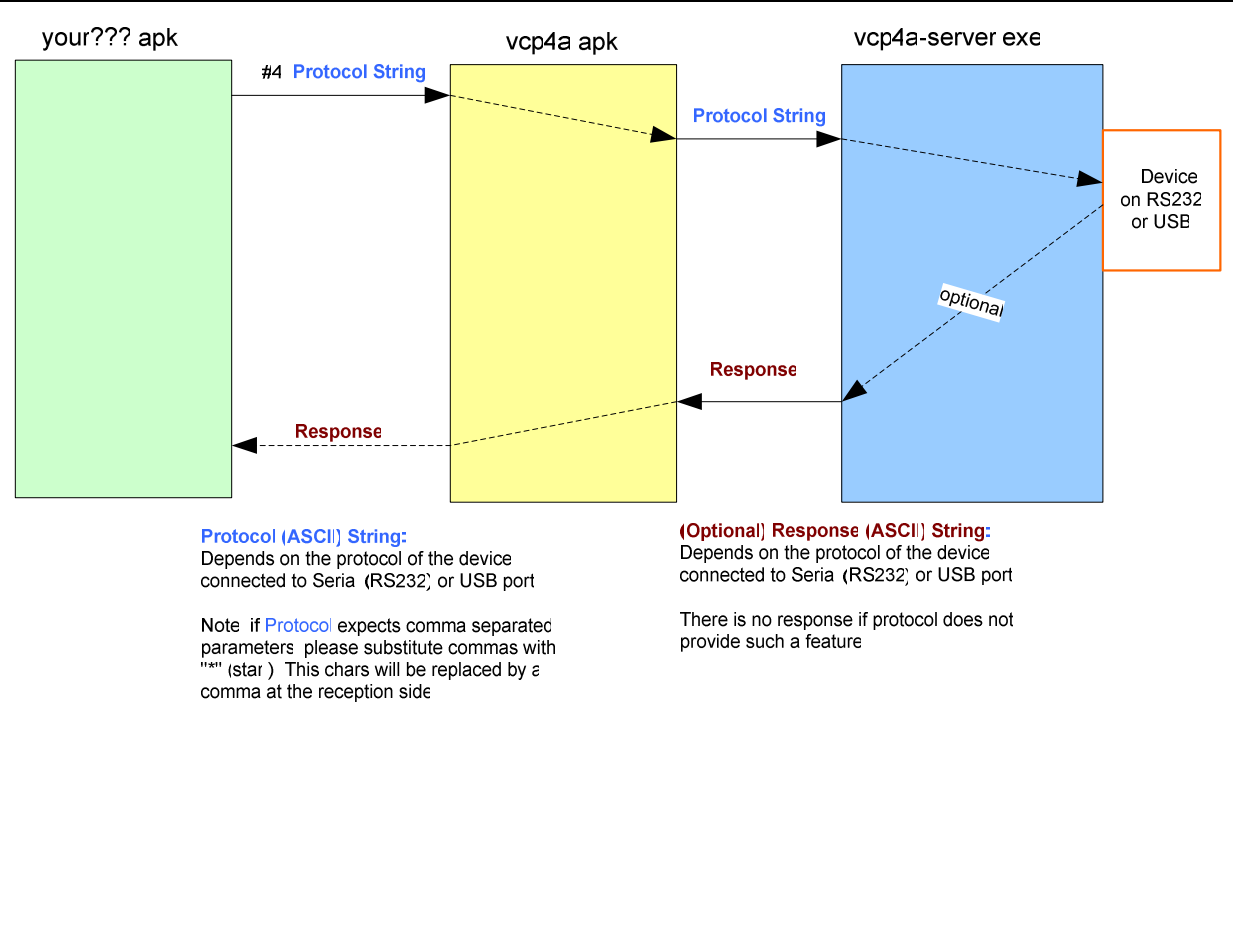 your??? apk
vcp4a apk
vcp4a-server exe
#4 Protocol String
Protocol String
Device
on RS232
or USB
optional
Response
Response
Protocol (ASCII) String:
Depends on the protocol of the device
connected to Seria (RS232) or USB port
Note if Protocol expects comma separated
parameters please substitute commas with
"*" (star ) This chars will be replaced by a
comma at the reception side
(Optional) Response (ASCII) String:
Depends on the protocol of the device
connected to Seria (RS232) or USB port
There is no response if protocol does not
provide such a feature